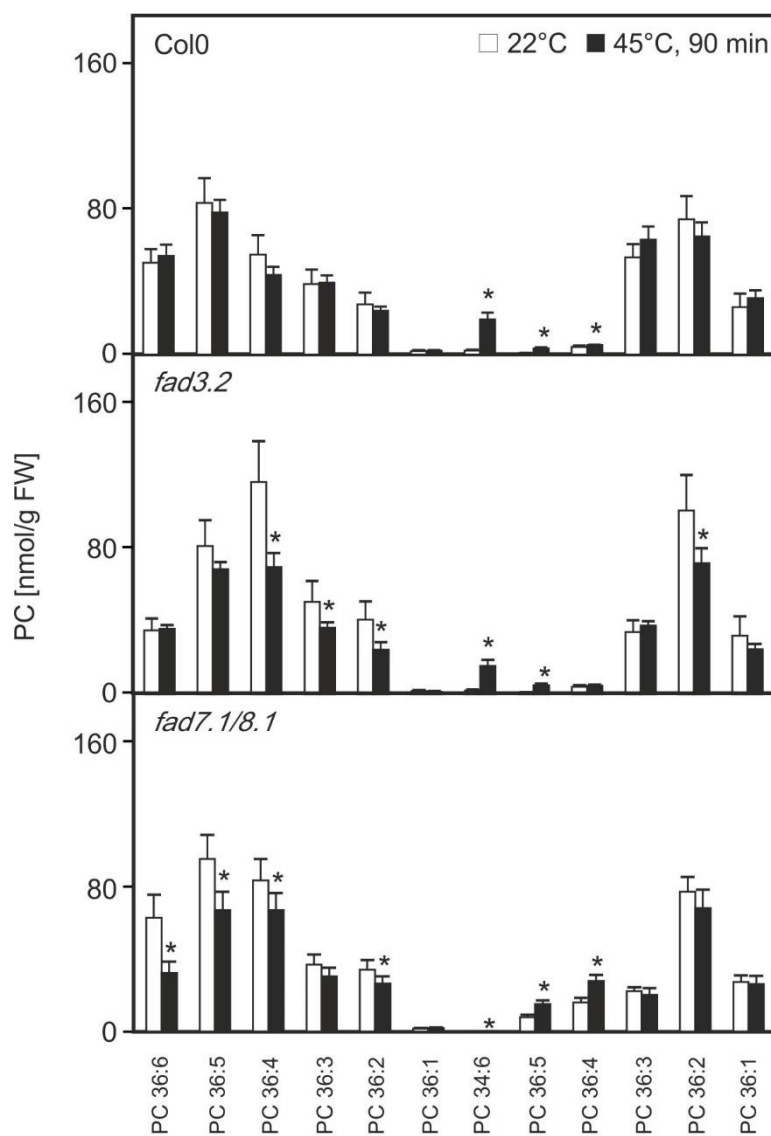 Col0
22°C
45°C, 90 min
160
80
0
fad3.2
160
80
0
fad7.1/8.1
160
80
0
PC [nmol/g FW]
* * *
* * * * * *
* * * * * * *
PC 36:6
PC 36:5
PC 36:4
PC 36:3
PC 36:2
PC 36:1
PC 34:6
PC 36:5
PC 36:4
PC 36:3
PC 36:2
PC 36:1